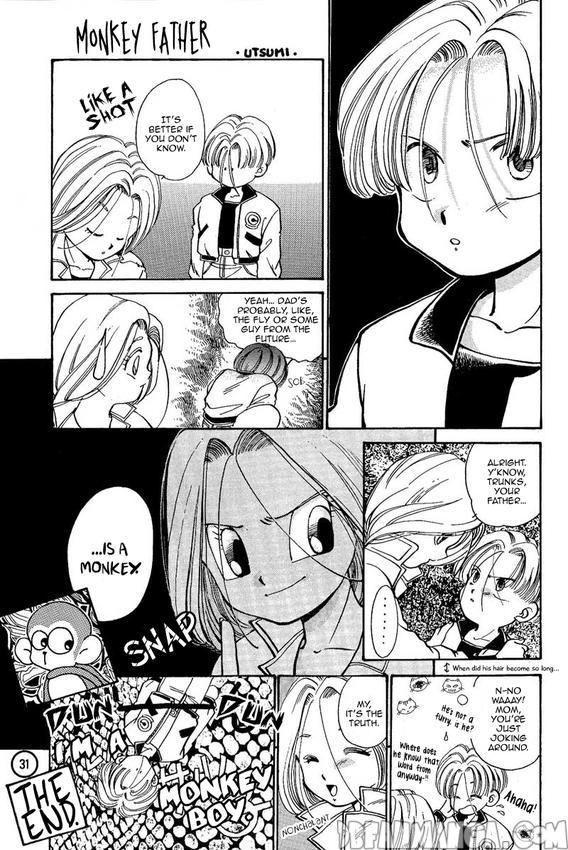 MONKEY FATHER
• UTSUMI •
LIKE A
SHOT
IT'S
BETTER IF
YOU DON'T
KNOW.
YEAH... DAD'S
PROBABLY, LIKE,
THE FLY OR SOME
GUY FROM THE
FUTURE...
SOB
ALRIGHT.
Y'KNOW,
TRUNKS,
YOUR
FATHER...
......
...IS A
MONKEY.
SNAP
↕ When did his hair become so long...
N-NO
WAAAY!
MOM,
YOU'RE
JUST
JOKING
AROUND.
He's not a
furry, is he?
Where does
he know that
word from
anyway~!!
Ahaha!
MY,
IT'S THE
TRUTH.
NONCHALANT
DUN
DUN
I'M
A
LITTLE
MONKEY
BOY
31
THE
END.
DBFANMANGA.COM